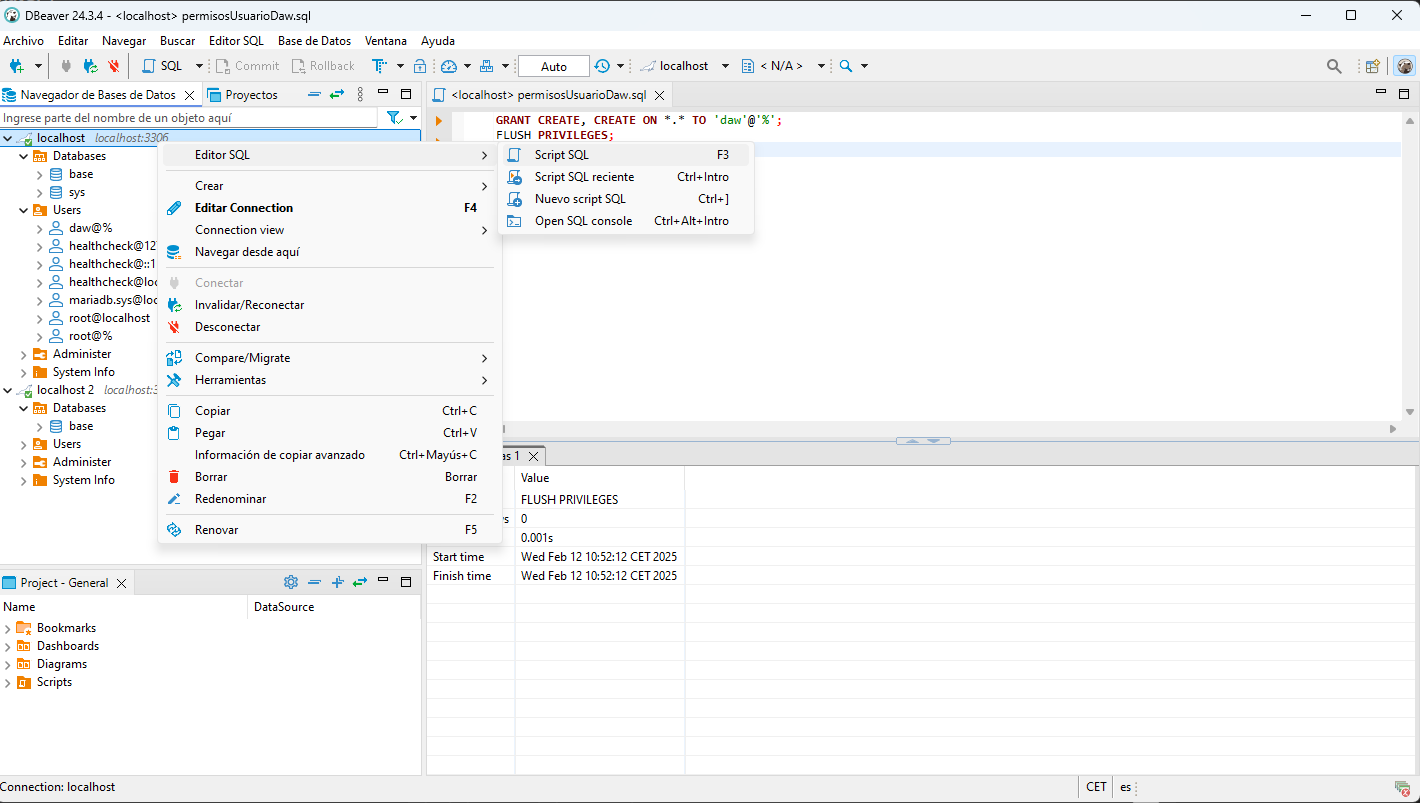 DBeaver 24.3.4 - <localhost> permisosUsuarioDaw.sql
Archivo Editar Navegar Buscar Editor SQL Base de Datos Ventana Ayuda
SQL Commit Rollback Auto localhost < N/A >
Navegador de Bases de Datos Proyectos
Ingrese parte del nombre de un objeto aquí
localhost localhost:3306
Databases
base
sys
Users
daw@%
healthcheck@12
healthcheck@::1
healthcheck@loc
mariadb.sys@loc
root@localhost
root@%
Administer
System Info
localhost 2 localhost:3
Databases
base
Users
Administer
System Info
Editor SQL
Crear
Editar Connection F4
Connection view
Navegar desde aquí
Conectar
Invalidar/Reconectar
Desconectar
Compare/Migrate
Herramientas
Copiar Ctrl+C
Pegar Ctrl+V
Información de copiar avanzado Ctrl+Mayús+C
Borrar Borrar
Redenominar F2
Renovar F5
Script SQL F3
Script SQL reciente Ctrl+Intro
Nuevo script SQL Ctrl+]
Open SQL console Ctrl+Alt+Intro
<localhost> permisosUsuarioDaw.sql
GRANT CREATE, CREATE ON *.* TO 'daw'@'%';
FLUSH PRIVILEGES;
as 1
Value
FLUSH PRIVILEGES
s 0
0.001s
Start time Wed Feb 12 10:52:12 CET 2025
Finish time Wed Feb 12 10:52:12 CET 2025
Project - General
Name DataSource
Bookmarks
Dashboards
Diagrams
Scripts
Connection: localhost CET es